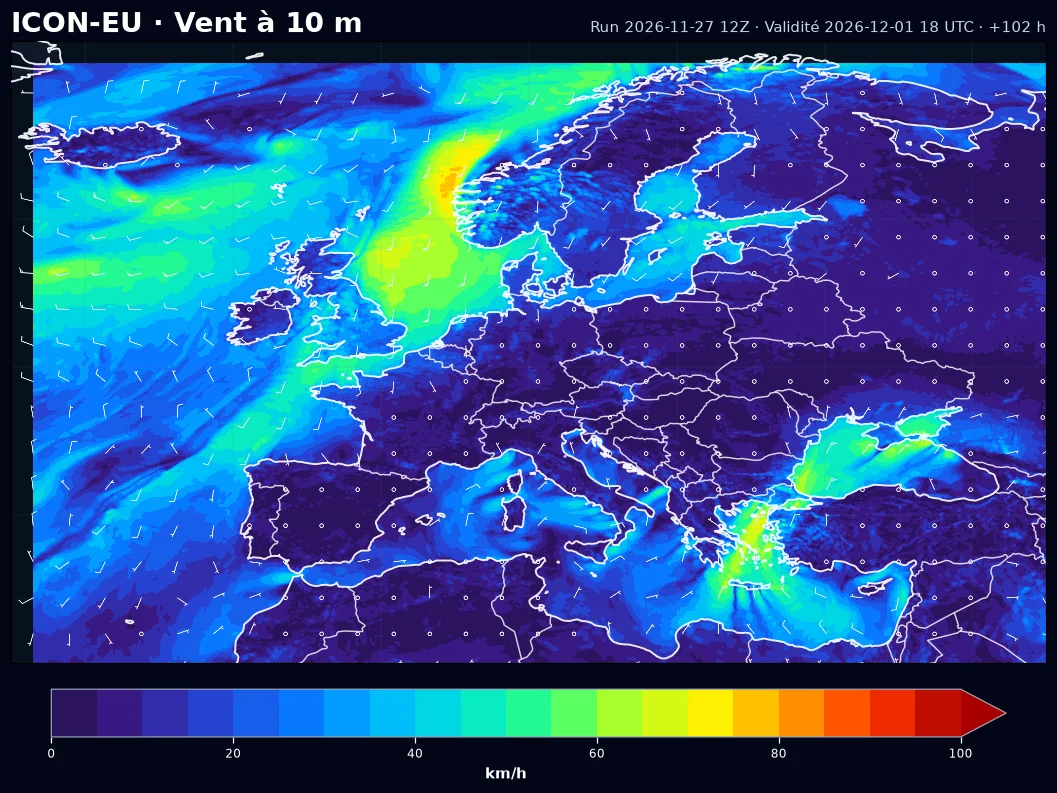 ICON-EU · Vent à 10 m
Run 2026-11-27 12Z · Validité 2026-12-01 18 UTC · +102 h
0 20 40 60 80 100
km/h